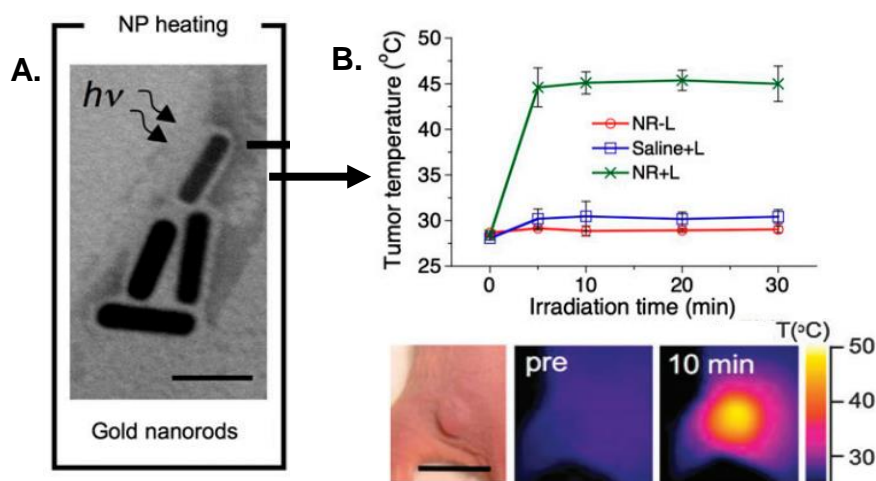 NP heating
A.
hν
Gold nanorods
B.
Tumor temperature (°C)
50
45
40
35
30
25
NR-L
Saline+L
NR+L
0
10
20
30
Irradiation time (min)
pre
10 min
T(°C)
50
40
30